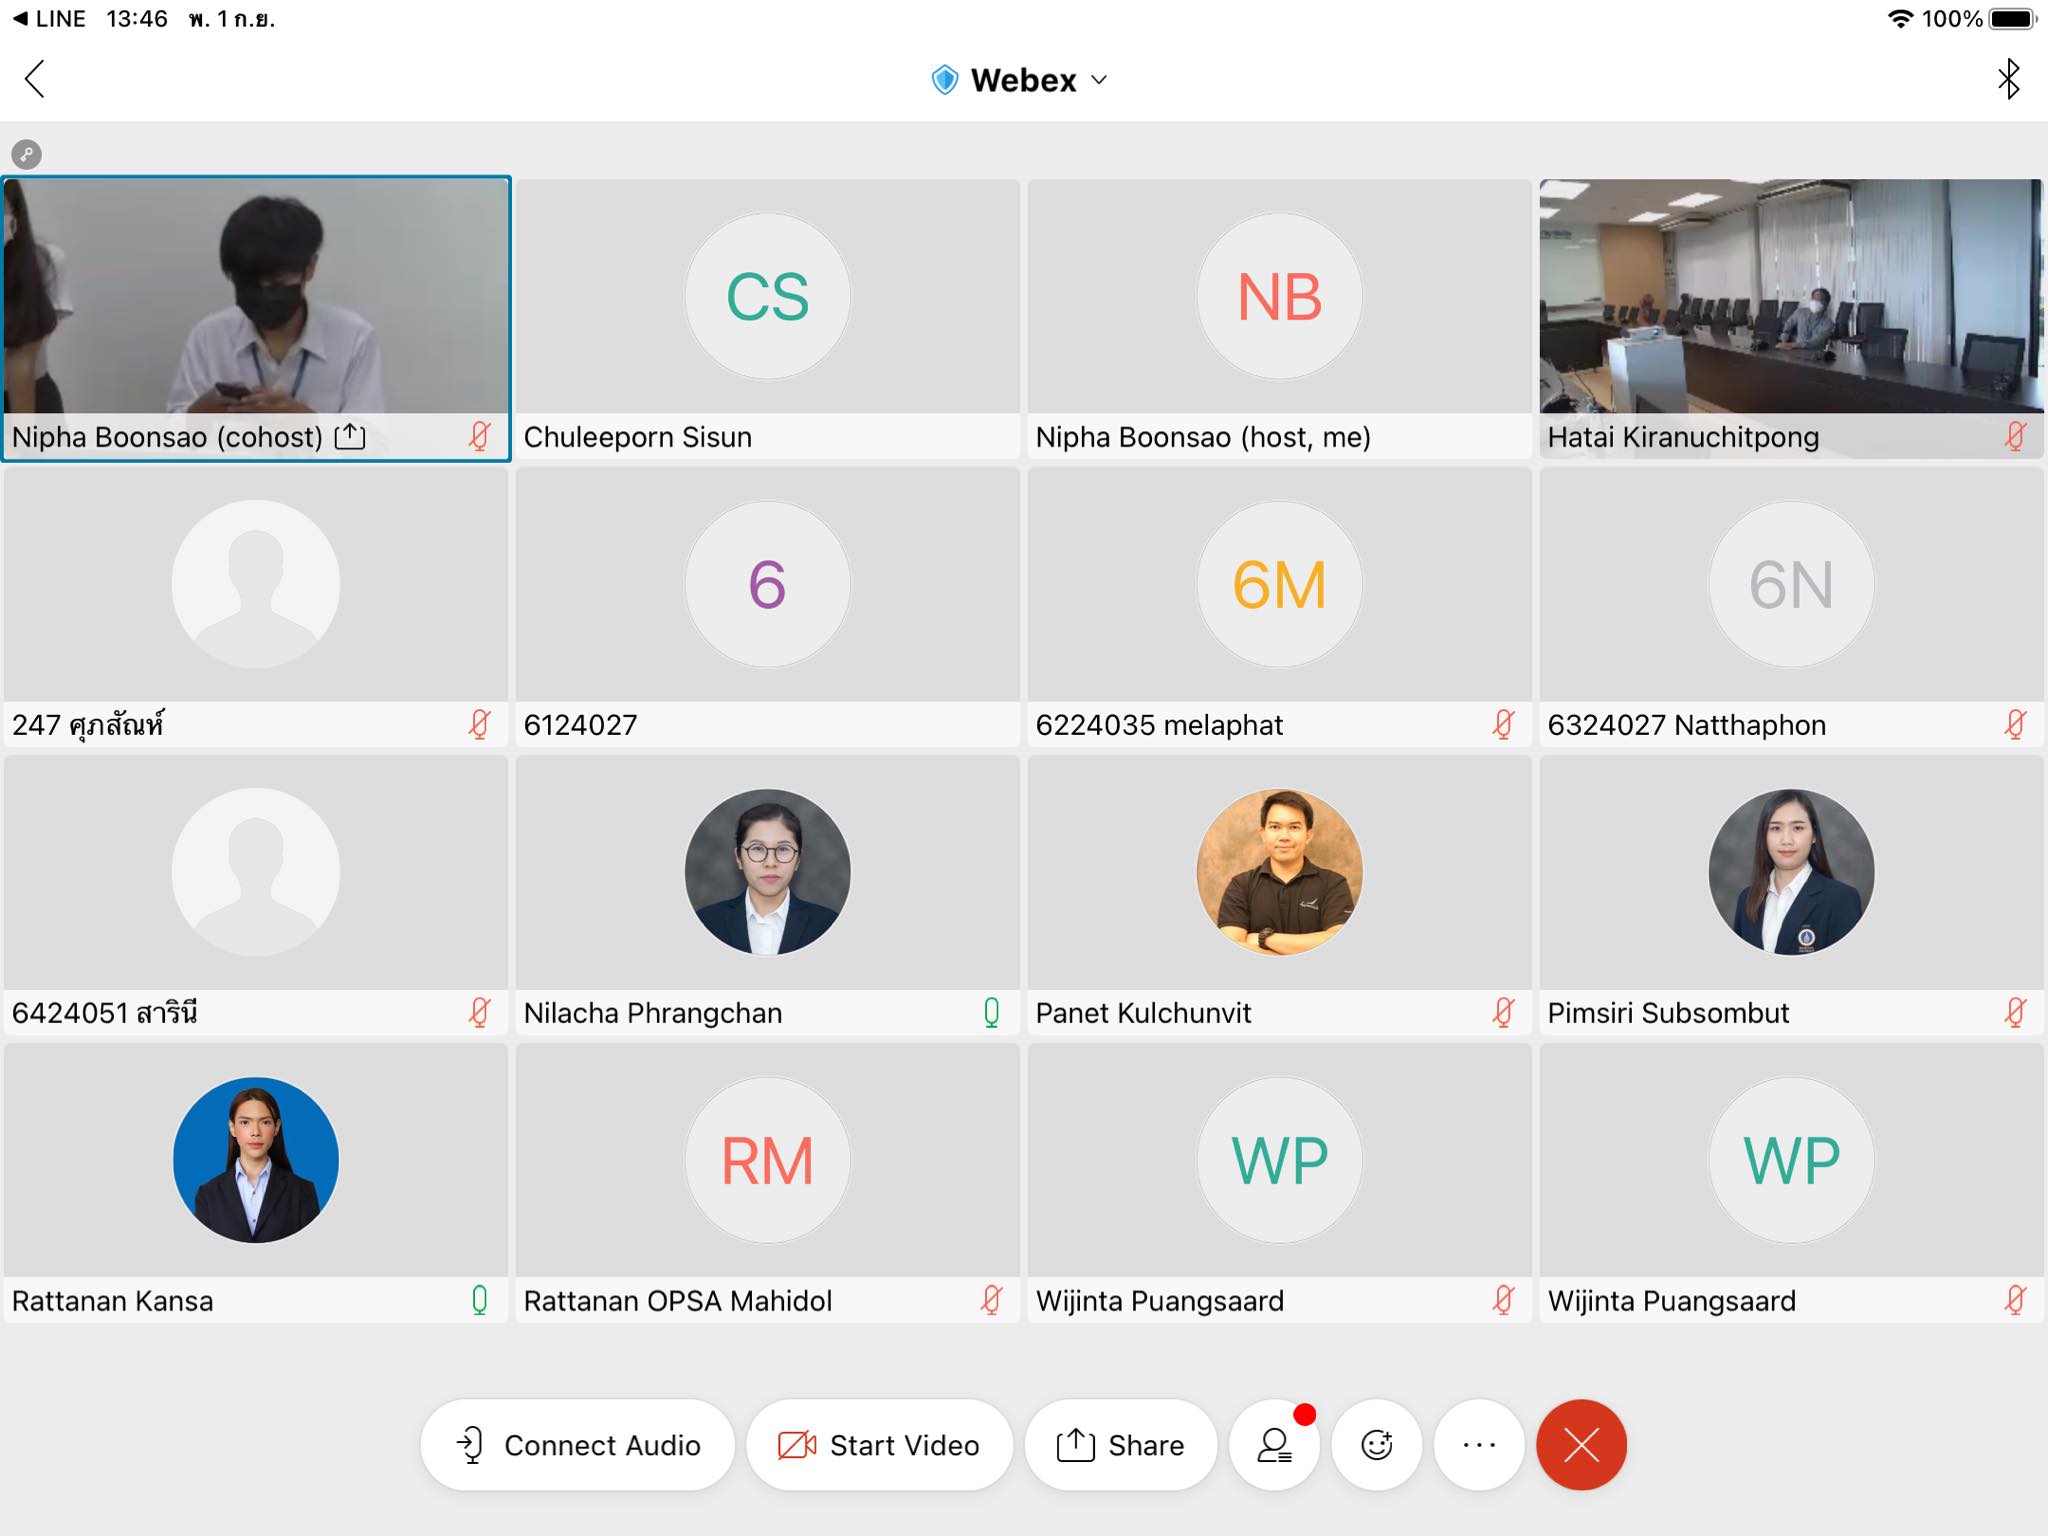 LINE 13:46 พ. 1 ก.ย. 100%
Webex
Nipha Boonsao (cohost)
CS
Chuleeporn Sisun
NB
Nipha Boonsao (host, me)
Hatai Kiranuchitpong
247 ศุภสัณห์
6
6124027
6M
6224035 melaphat
6N
6324027 Natthaphon
6424051 สาริณี
Nilacha Phrangchan
Panet Kulchunvit
Pimsiri Subsombut
Rattanan Kansa
RM
Rattanan OPSA Mahidol
WP
Wijinta Puangsaard
WP
Wijinta Puangsaard
Connect Audio
Start Video
Share